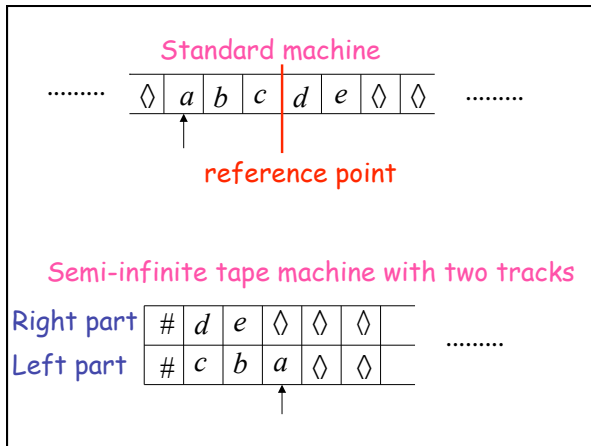 Standard machine
......... ◊ a b c d e ◊ ◊ .........
reference point
Semi-infinite tape machine with two tracks
Right part # d e ◊ ◊ ◊
.........
Left part # c b a ◊ ◊